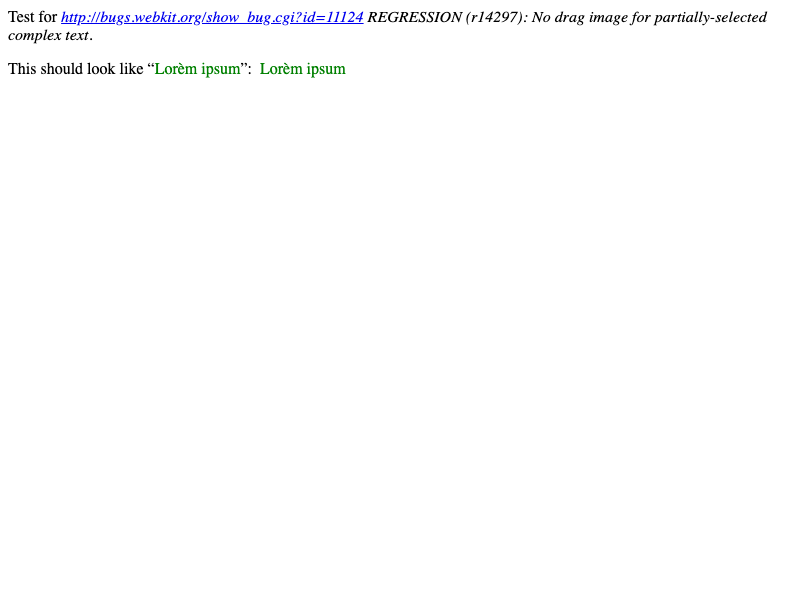 Test for http://bugs.webkit.org/show_bug.cgi?id=11124 REGRESSION (r14297): No drag image for partially-selected
complex text.
This should look like “Lorèm ipsum”: Lorèm ipsum